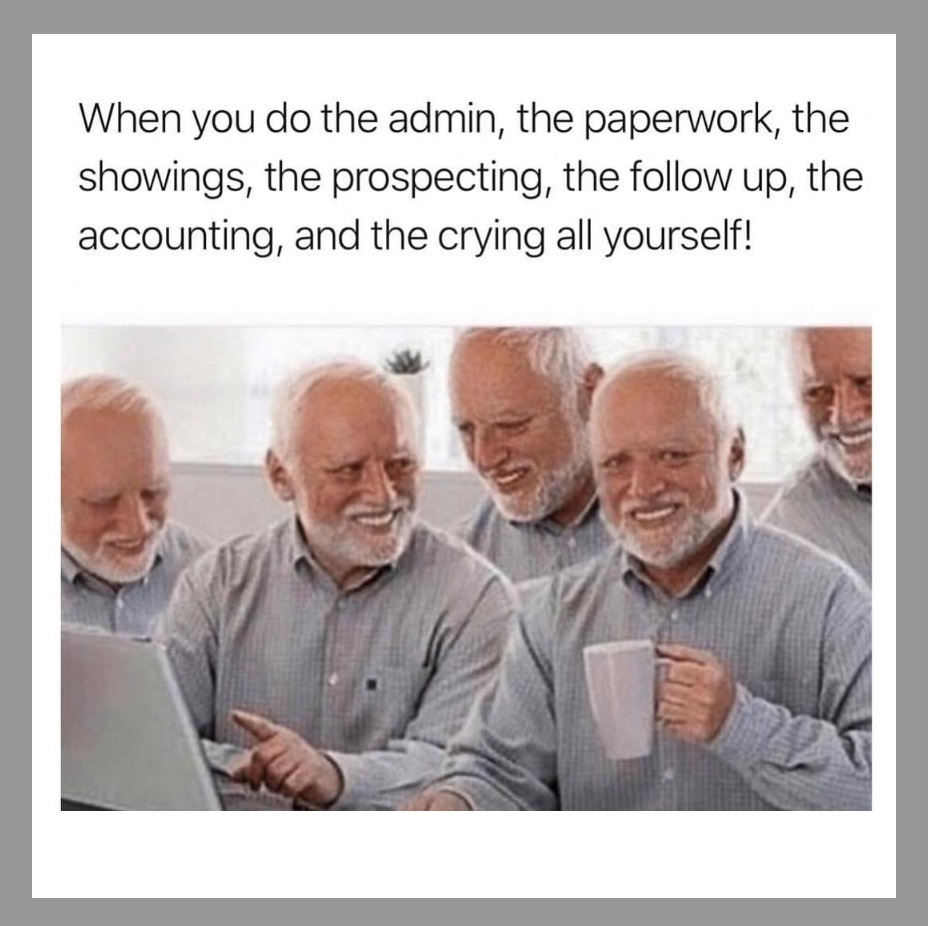 When you do the admin, the paperwork, the
showings, the prospecting, the follow up, the
accounting, and the crying all yourself!